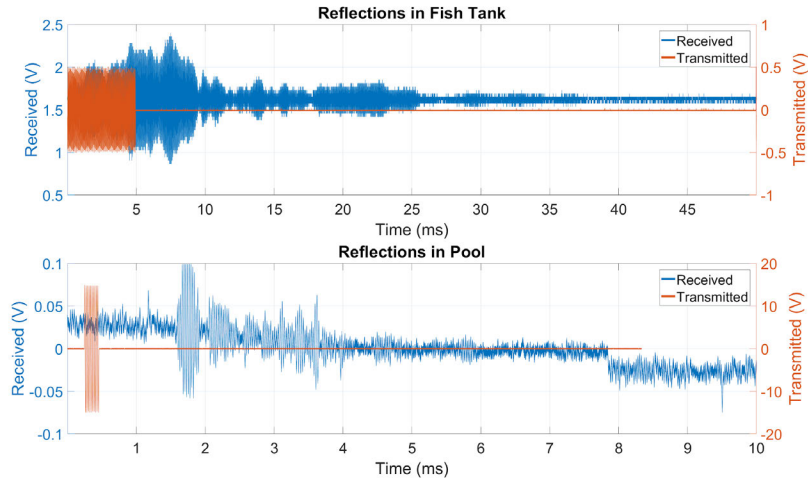 Reflections in Fish Tank
Received (V)
2.5
2
1.5
1
0.5
Received
Transmitted
1
0.5
0
-0.5
-1
Transmitted (V)
5 10 15 20 25 30 35 40 45
Time (ms)
Reflections in Pool
Received (V)
0.1
0.05
0
-0.05
-0.1
Received
Transmitted
20
10
0
-10
-20
Transmitted (V)
1 2 3 4 5 6 7 8 9 10
Time (ms)